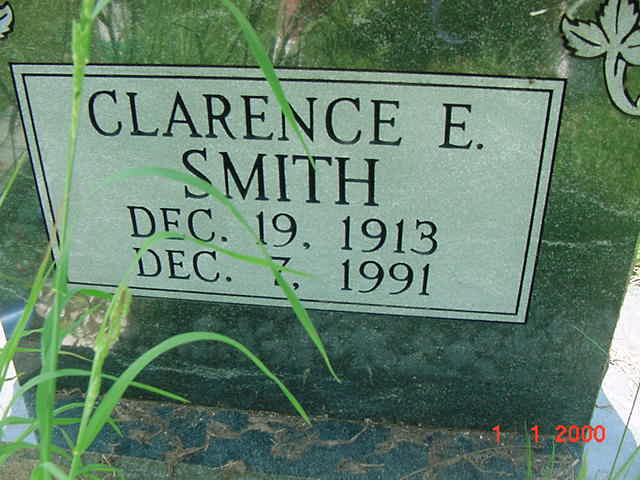 CLARENCE E.
SMITH
DEC. 19, 1913
DEC. 7, 1991
1 1 2000